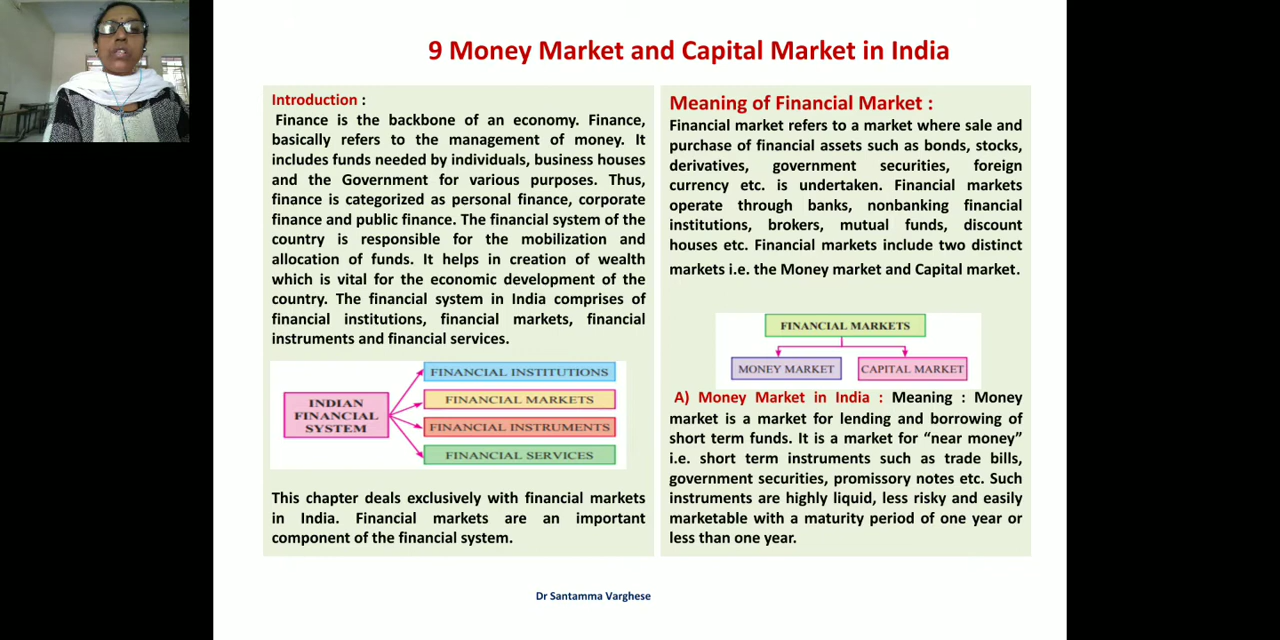 9 Money Market and Capital Market in India
Introduction :
Finance is the backbone of an economy. Finance,
basically refers to the management of money. It
includes funds needed by individuals, business houses
and the Government for various purposes. Thus,
finance is categorized as personal finance, corporate
finance and public finance. The financial system of the
country is responsible for the mobilization and
allocation of funds. It helps in creation of wealth
which is vital for the economic development of the
country. The financial system in India comprises of
financial institutions, financial markets, financial
instruments and financial services.
INDIAN
FINANCIAL
SYSTEM
FINANCIAL INSTITUTIONS
FINANCIAL MARKETS
FINANCIAL INSTRUMENTS
FINANCIAL SERVICES
This chapter deals exclusively with financial markets
in India. Financial markets are an important
component of the financial system.
Meaning of Financial Market :
Financial market refers to a market where sale and
purchase of financial assets such as bonds, stocks,
derivatives, government securities, foreign
currency etc. is undertaken. Financial markets
operate through banks, nonbanking financial
institutions, brokers, mutual funds, discount
houses etc. Financial markets include two distinct
markets i.e. the Money market and Capital market.
FINANCIAL MARKETS
MONEY MARKET
CAPITAL MARKET
A) Money Market in India : Meaning : Money
market is a market for lending and borrowing of
short term funds. It is a market for “near money”
i.e. short term instruments such as trade bills,
government securities, promissory notes etc. Such
instruments are highly liquid, less risky and easily
marketable with a maturity period of one year or
less than one year.
Dr Santamma Varghese